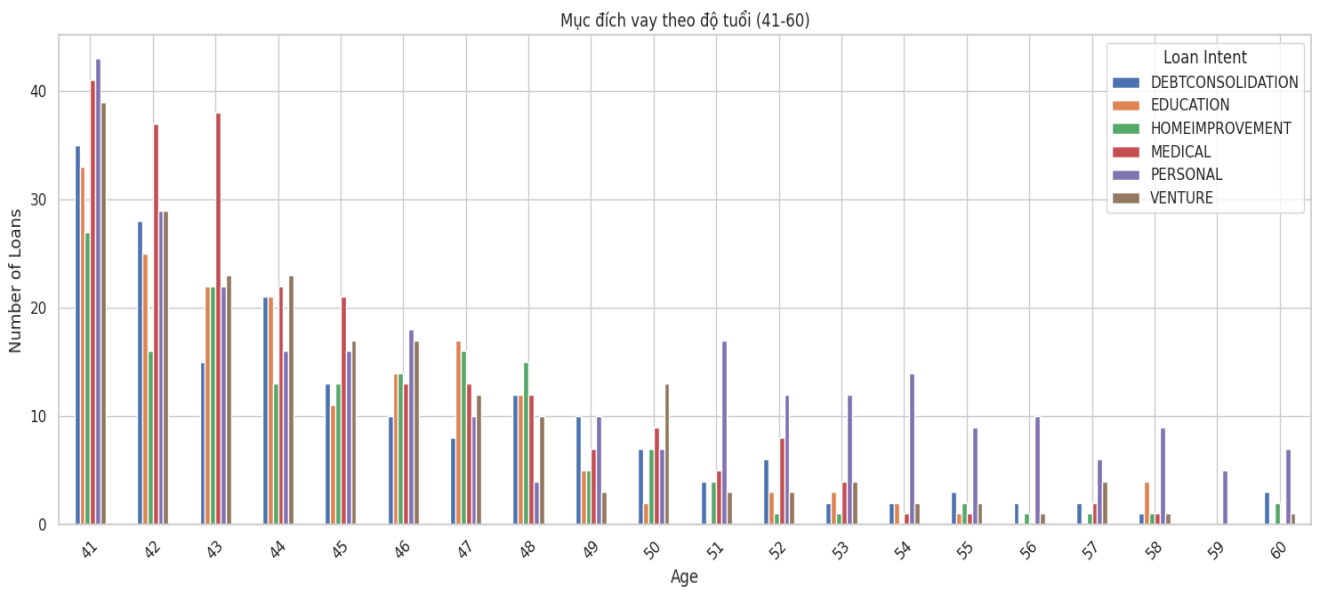 Mục đích vay theo độ tuổi (41-60)
Loan Intent
DEBTCONSOLIDATION
EDUCATION
HOMEIMPROVEMENT
MEDICAL
PERSONAL
VENTURE
Number of Loans
40
30
20
10
0
41 42 43 44 45 46 47 48 49 50 51 52 53 54 55 56 57 58 59 60
Age